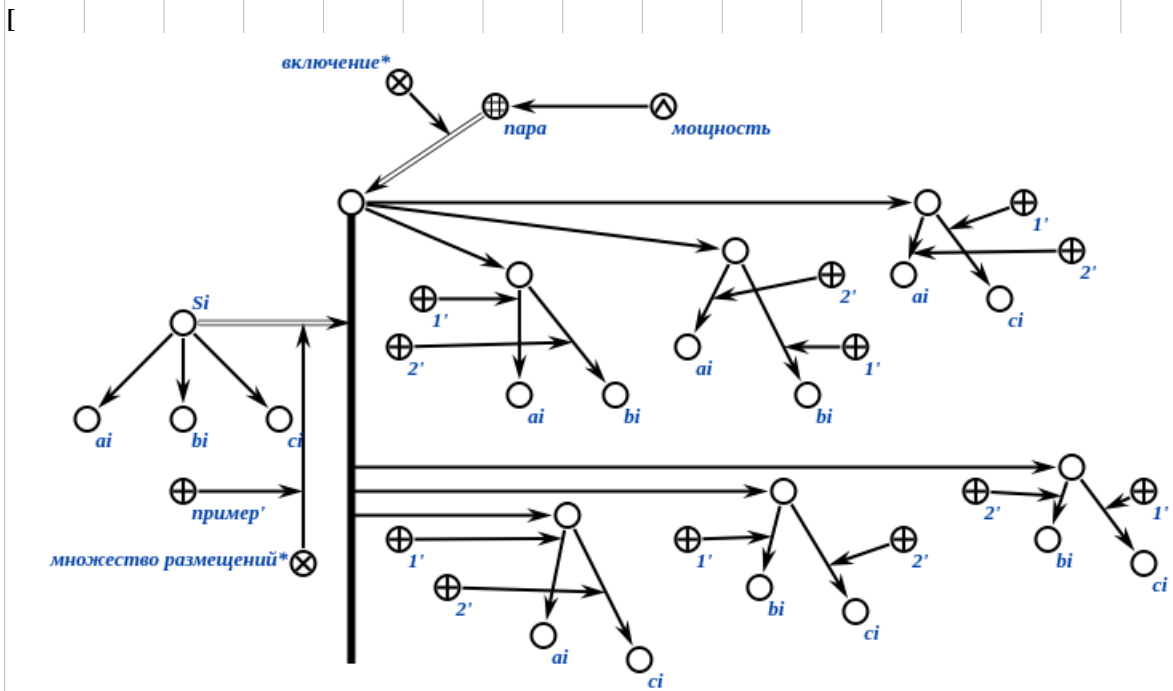 [
включение*
пара
мощность
1'
2'
ai
ci
Si
1'
2'
ai
bi
2'
ai
1'
bi
ai
bi
ci
пример'
множество размещений*
1'
2'
ai
ci
1'
2'
bi
ci
2'
1'
bi
ci